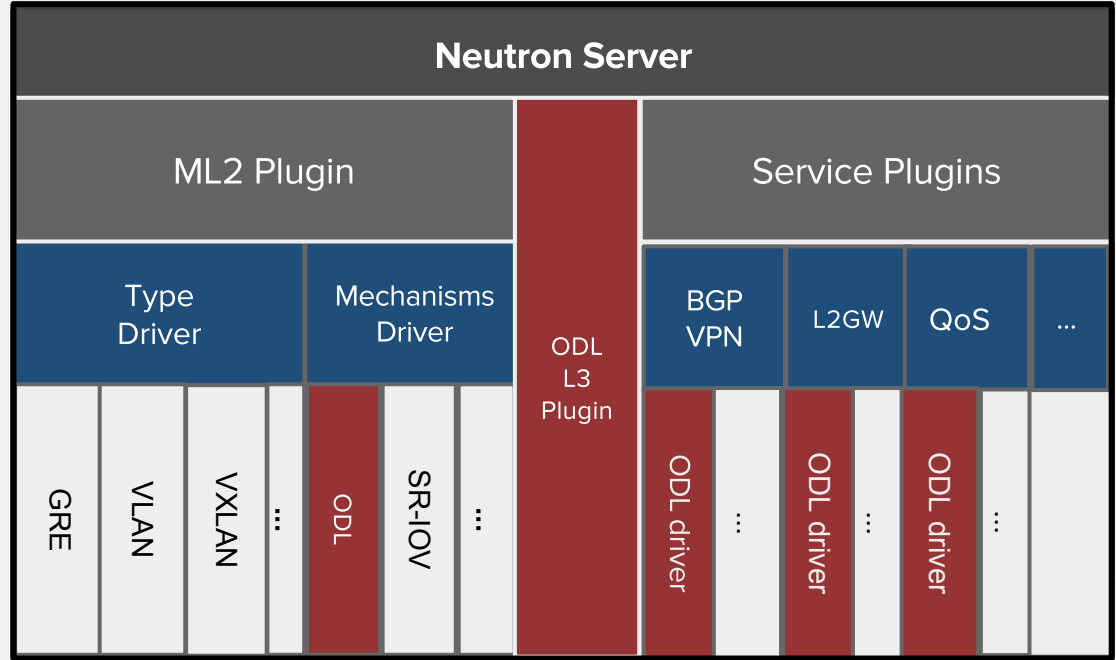 Neutron Server
ML2 Plugin
Service Plugins
Type
Driver
Mechanisms
Driver
ODL
L3
Plugin
BGP
VPN
L2GW
QoS
...
GRE
VLAN
VXLAN
...
ODL
SR-IOV
...
ODL driver
...
ODL driver
...
ODL driver
...